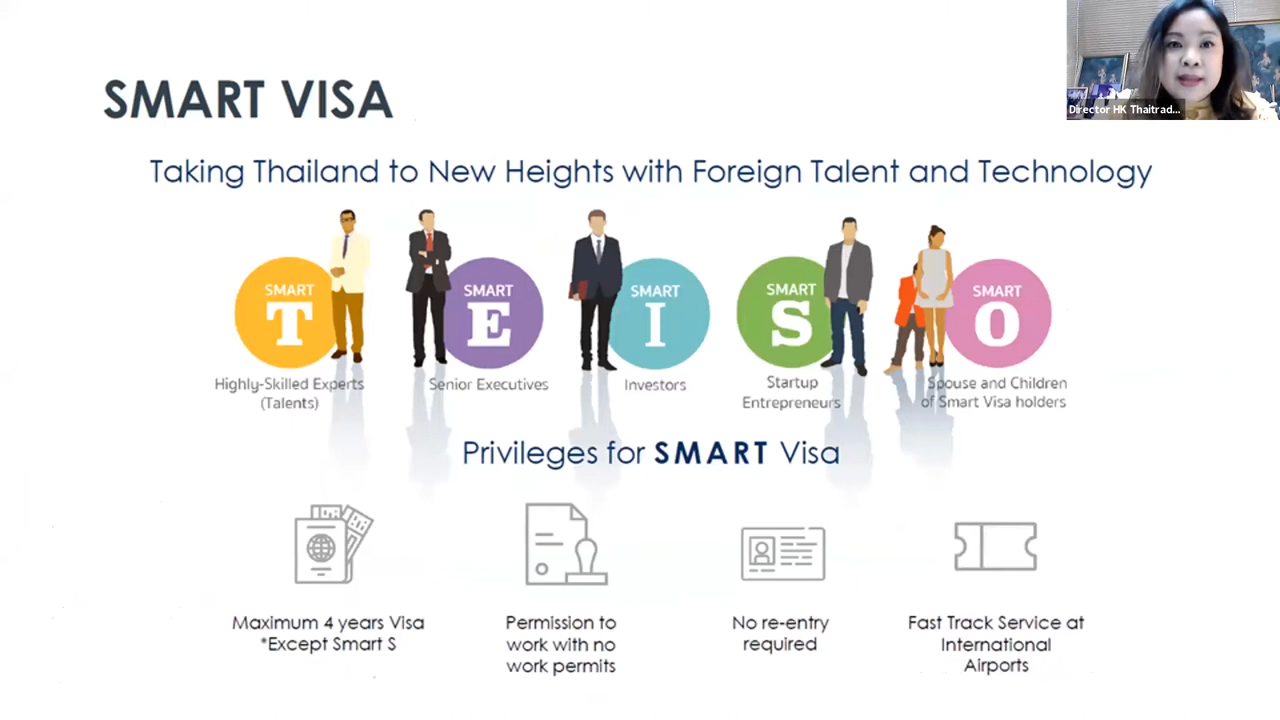 Director HK Thaitrad...
SMART VISA
Taking Thailand to New Heights with Foreign Talent and Technology
SMART
T
Highly-Skilled Experts
(Talents)
SMART
E
Senior Executives
SMART
I
Investors
SMART
S
Startup
Entrepreneurs
SMART
O
Spouse and Children
of Smart Visa holders
Privileges for SMART Visa
Maximum 4 years Visa
*Except Smart S
Permission to
work with no
work permits
No re-entry
required
Fast Track Service at
International
Airports